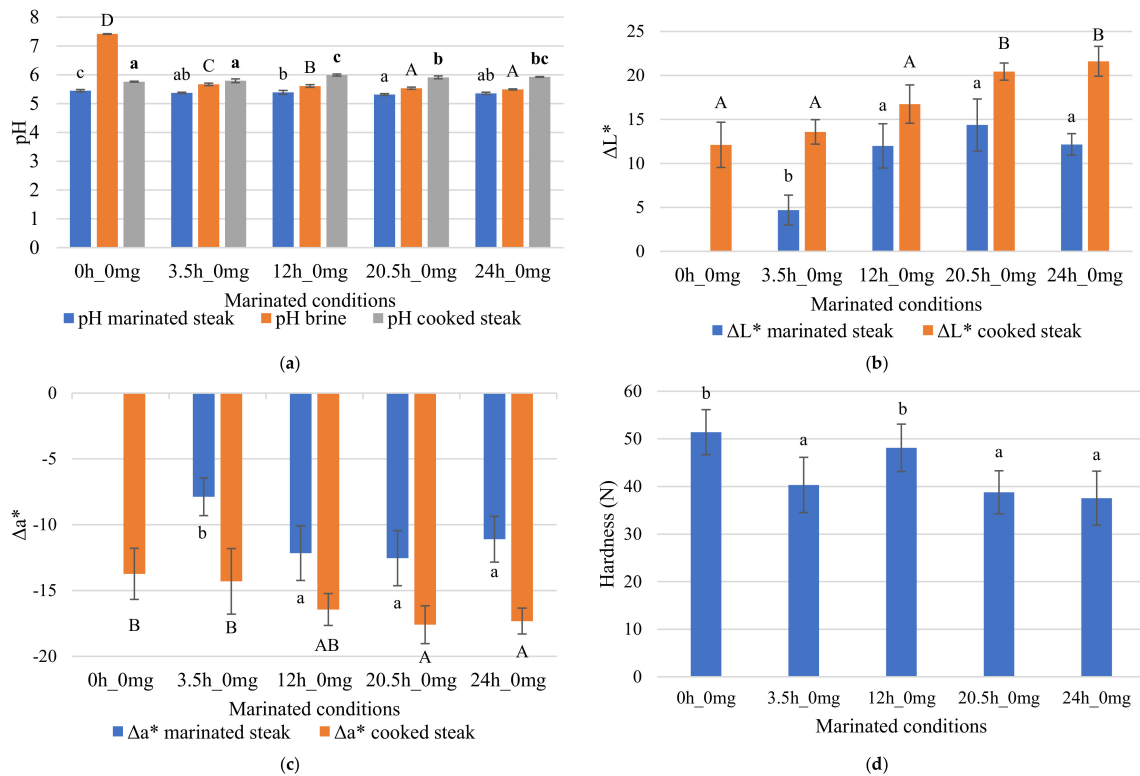 8
7
6
5
4
3
2
1
0
pH
c D a
ab C a
b B c
a A b
ab A bc
0h_0mg 3.5h_0mg 12h_0mg 20.5h_0mg 24h_0mg
Marinated conditions
pH marinated steak pH brine pH cooked steak
(a)
25
20
15
10
5
0
ΔL*
A
b A
a A
a B
a B
0h_0mg 3.5h_0mg 12h_0mg 20.5h_0mg 24h_0mg
Marinated conditions
ΔL* marinated steak ΔL* cooked steak
(b)
0
-5
-10
-15
-20
Δa*
B
b B
a AB
a A
a A
0h_0mg 3.5h_0mg 12h_0mg 20.5h_0mg 24h_0mg
Marinated conditions
Δa* marinated steak Δa* cooked steak
(c)
60
50
40
30
20
10
0
Hardness (N)
b a b a a
0h_0mg 3.5h_0mg 12h_0mg 20.5h_0mg 24h_0mg
Marinated conditions
(d)